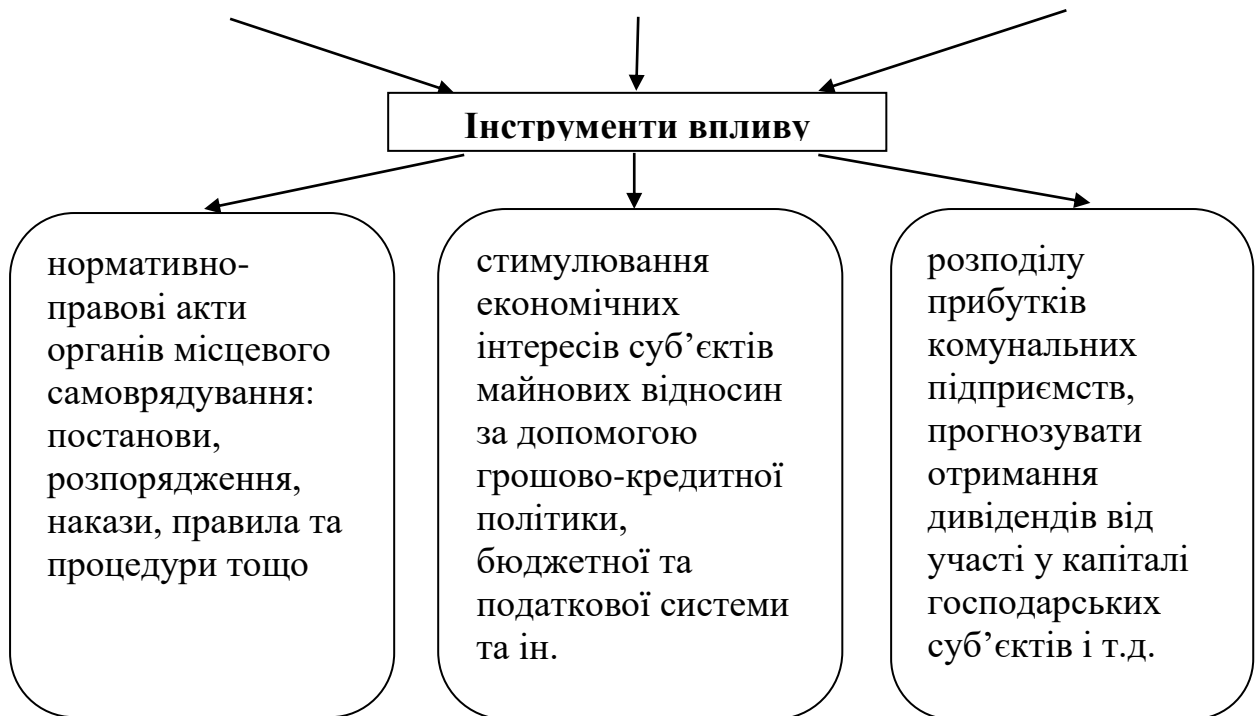 Інструменти впливу
нормативно-
правові акти
органів місцевого
самоврядування:
постанови,
розпорядження,
накази, правила та
процедури тощо
стимулювання
економічних
інтересів суб’єктів
майнових відносин
за допомогою
грошово-кредитної
політики,
бюджетної та
податкової системи
та ін.
розподілу
прибутків
комунальних
підприємств,
прогнозувати
отримання
дивідендів від
участі у капіталі
господарських
суб’єктів і т.д.